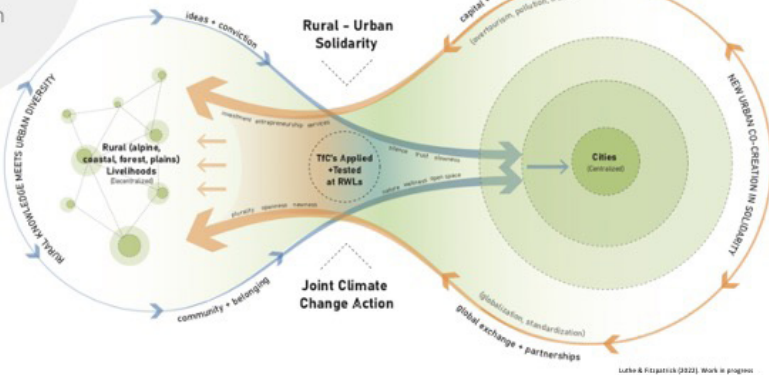 n
ideas + conviction
Rural - Urban
Solidarity
capital
(overtourism, pollution,
RURAL KNOWLEDGE MEETS URBAN DIVERSITY
investment entrepreneurship services
Rural (alpine,
coastal, forest, plains)
Livelihoods
(Decentralized)
TfC's Applied
+Tested
at RWLs
silence trust slowness
nature wellness open space
Cities
(Centralized)
NEW URBAN CO-CREATION IN SOLIDARITY
plurality openness newness
community + belonging
Joint Climate
Change Action
(globalization, standardization)
global exchange + partnerships
Luthe & Fitzpatrick (2022). Work in progress